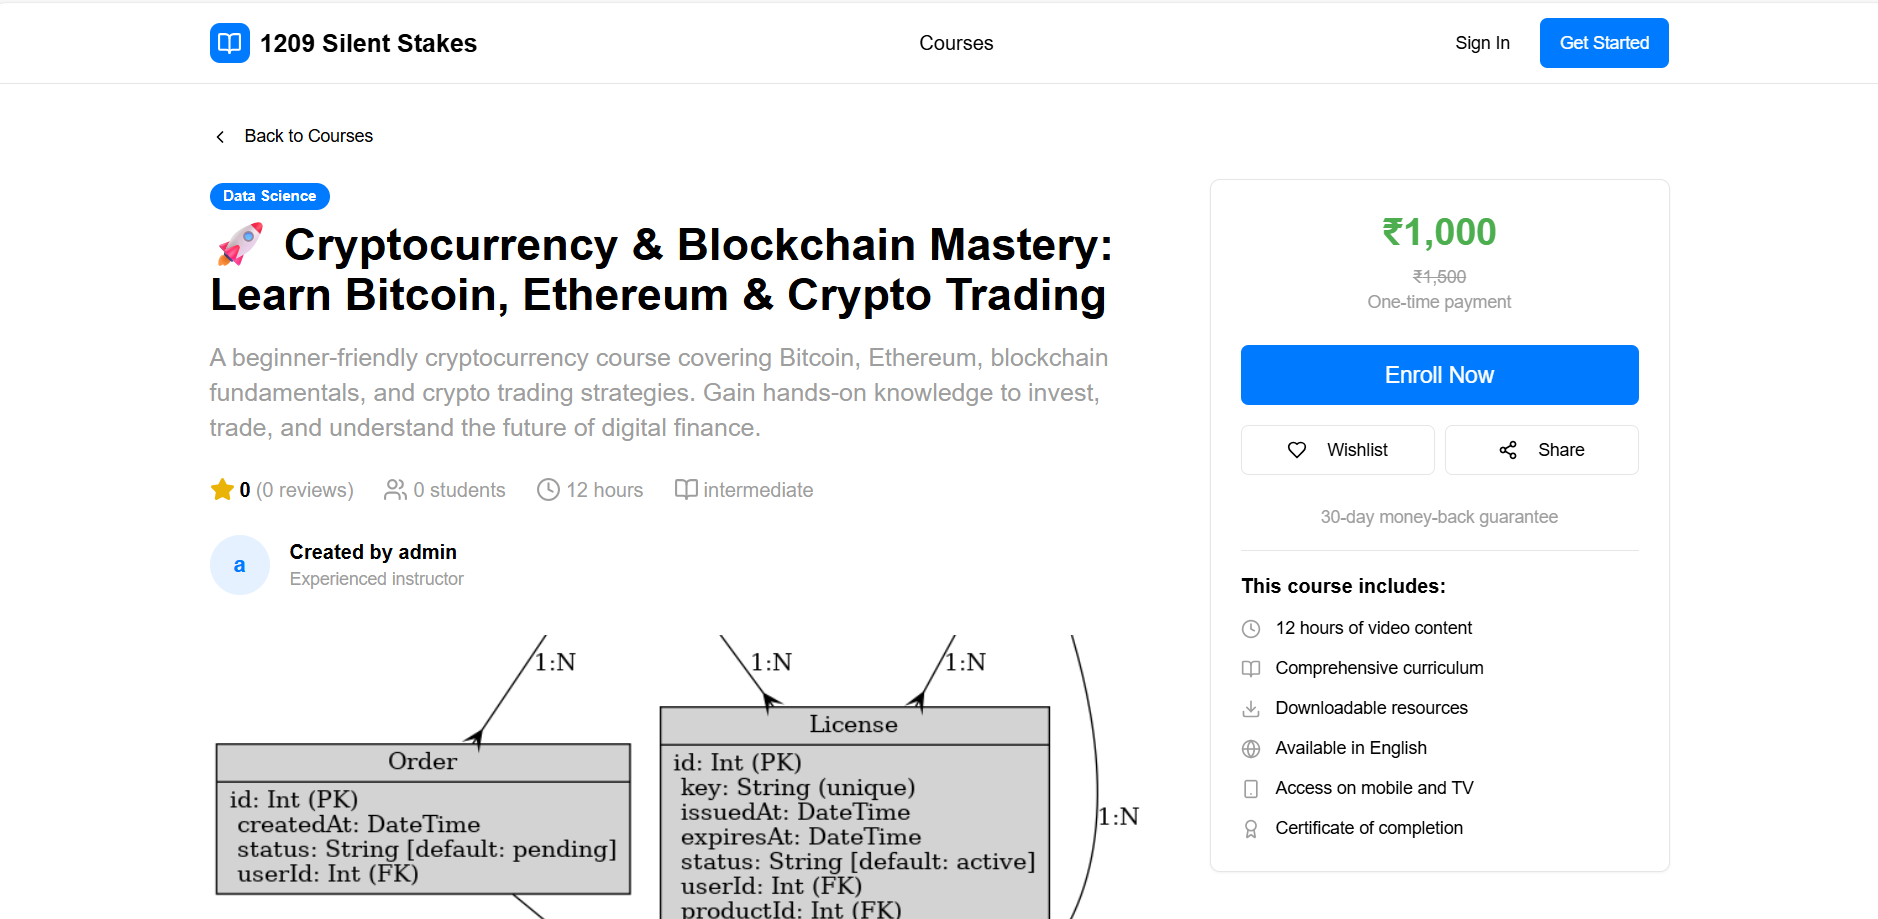 1209 Silent Stakes
Courses
Sign In
Get Started
Back to Courses
Data Science
🚀 Cryptocurrency & Blockchain Mastery:
Learn Bitcoin, Ethereum & Crypto Trading
A beginner-friendly cryptocurrency course covering Bitcoin, Ethereum, blockchain
fundamentals, and crypto trading strategies. Gain hands-on knowledge to invest,
trade, and understand the future of digital finance.
0 (0 reviews)
0 students
12 hours
intermediate
a
Created by admin
Experienced instructor
1:N
1:N
1:N
1:N
Order
id: Int (PK)
createdAt: DateTime
status: String [default: pending]
userId: Int (FK)
License
id: Int (PK)
key: String (unique)
issuedAt: DateTime
expiresAt: DateTime
status: String [default: active]
userId: Int (FK)
productId: Int (FK)
₹1,000
₹1,500
One-time payment
Enroll Now
Wishlist
Share
30-day money-back guarantee
This course includes:
12 hours of video content
Comprehensive curriculum
Downloadable resources
Available in English
Access on mobile and TV
Certificate of completion